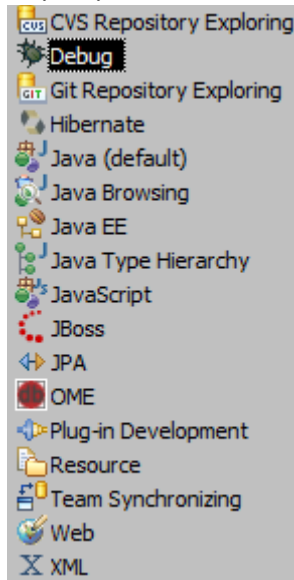 CVS Repository Exploring
Debug
GIT Git Repository Exploring
Hibernate
Java (default)
Java Browsing
Java EE
Java Type Hierarchy
JavaScript
JBoss
JPA
OME
Plug-in Development
Resource
Team Synchronizing
Web
X XML